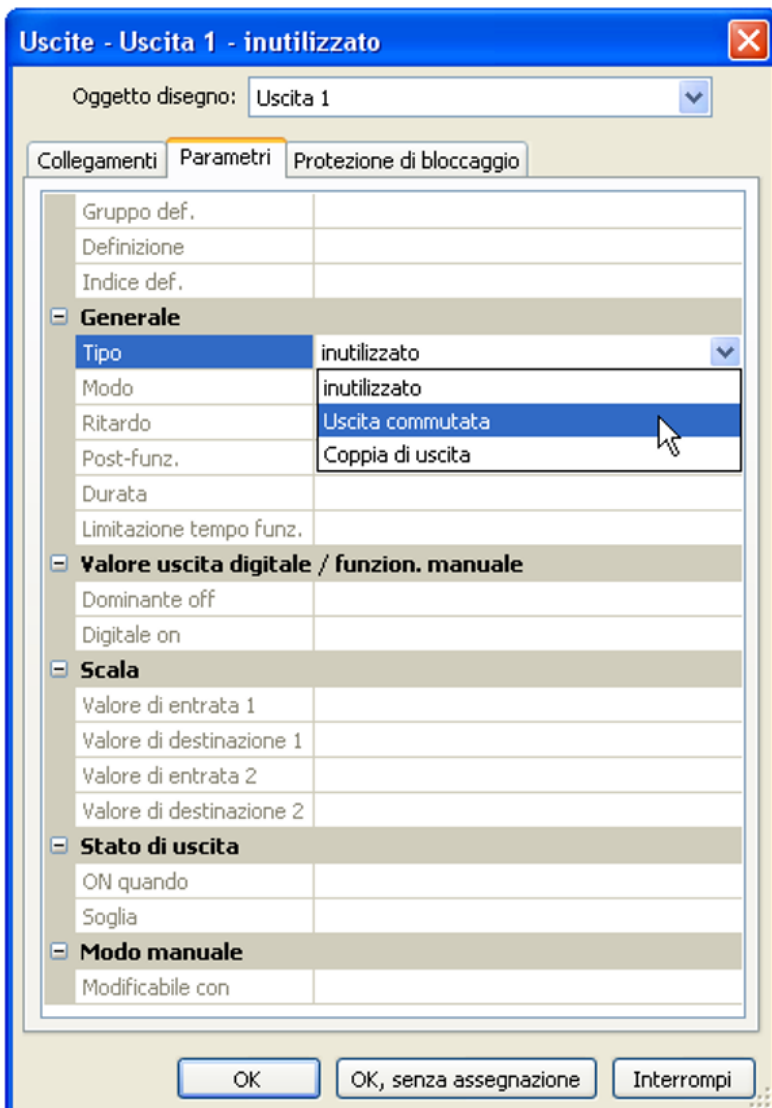 Uscite - Uscita 1 - inutilizzato
Oggetto disegno: Uscita 1
Collegamenti Parametri Protezione di bloccaggio
Gruppo def.
Definizione
Indice def.
Generale
Tipo inutilizzato
Modo inutilizzato
Ritardo Uscita commutata
Post-funz. Coppia di uscita
Durata
Limitazione tempo funz.
Valore uscita digitale / funzion. manuale
Dominante off
Digitale on
Scala
Valore di entrata 1
Valore di destinazione 1
Valore di entrata 2
Valore di destinazione 2
Stato di uscita
ON quando
Soglia
Modo manuale
Modificabile con
OK OK, senza assegnazione Interrompi